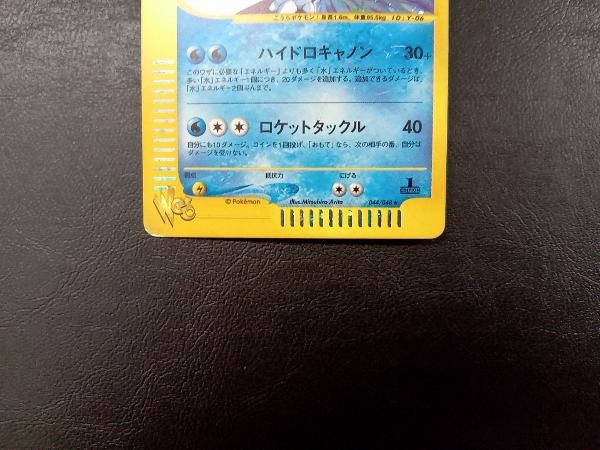 こうらポケモン：身長1.6m、体重85.5kg ID：Y-06
ハイドロキャノン 30+
このワザに必要な「エネルギー」よりも多く「水」エネルギーがついているとき、
多い「水」エネルギー1個につき、20ダメージを追加する。追加できるダメージは、
「水」エネルギー2個ぶんまで。
ロケットタックル 40
自分にも10ダメージ。コインを1回投げ、「おもて」なら、次の相手の番、自分は
ダメージを受けない。
弱点 抵抗力 にげる
1
EDITION
Web
©Pokémon Illus.Mitsuhiro Arita 044/048★